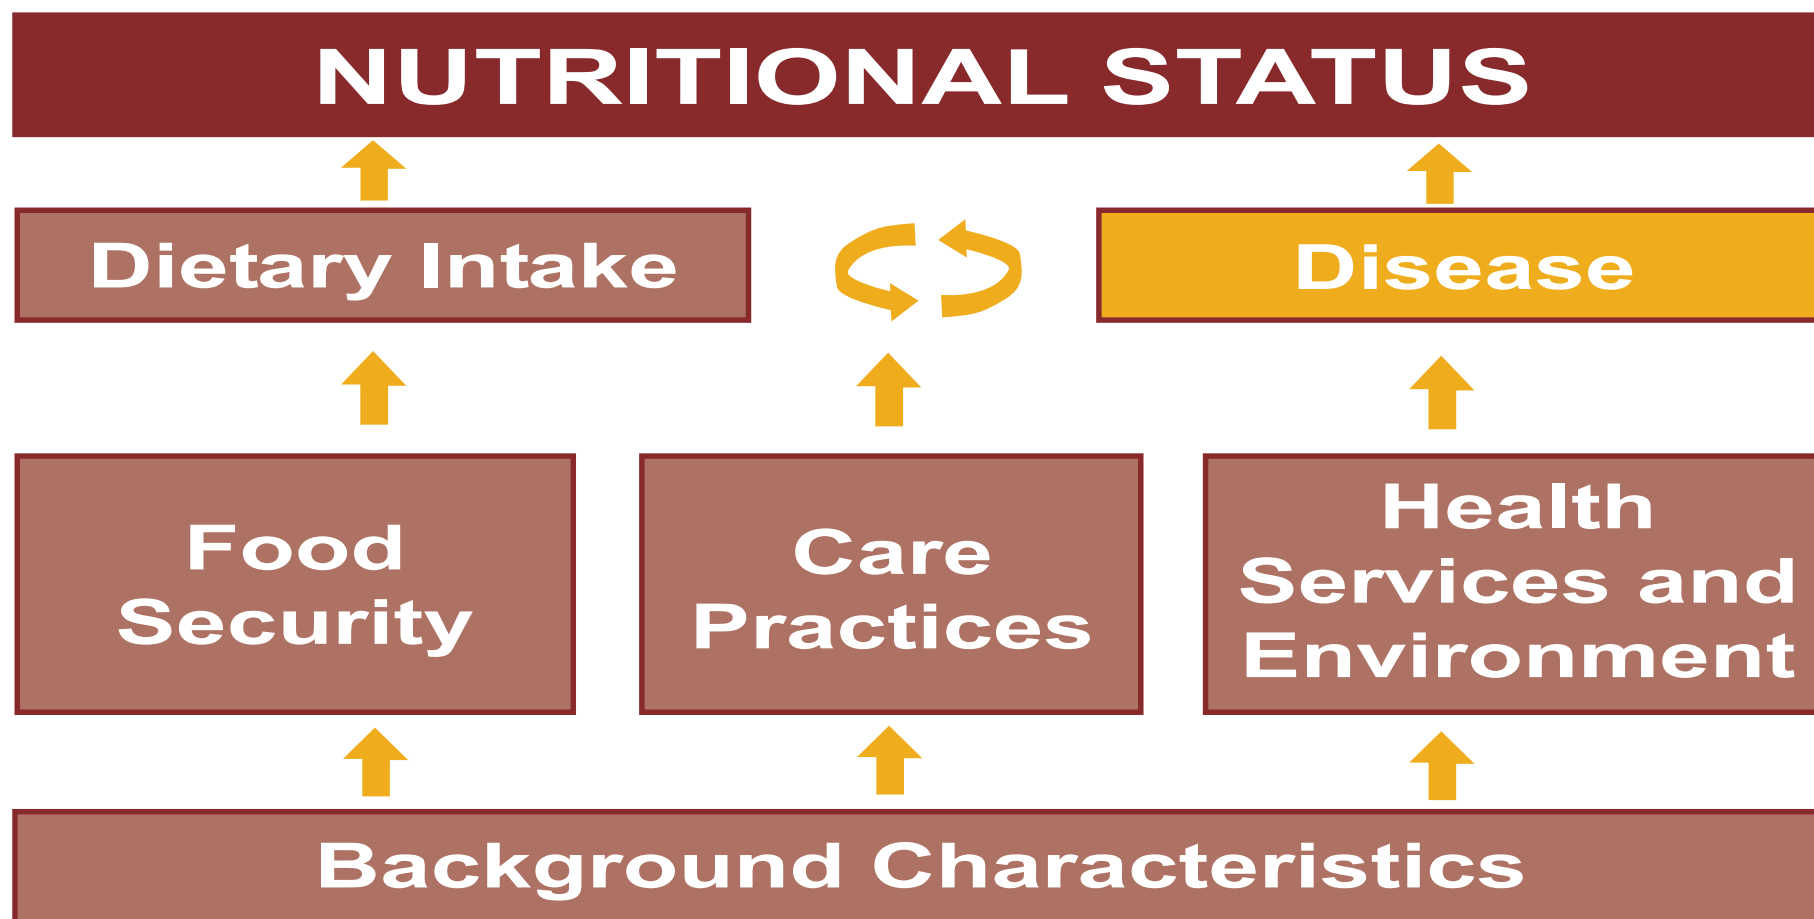 NUTRITIONAL STATUS
Dietary Intake
Disease
Food
Security
Care
Practices
Health
Services and
Environment
Background Characteristics